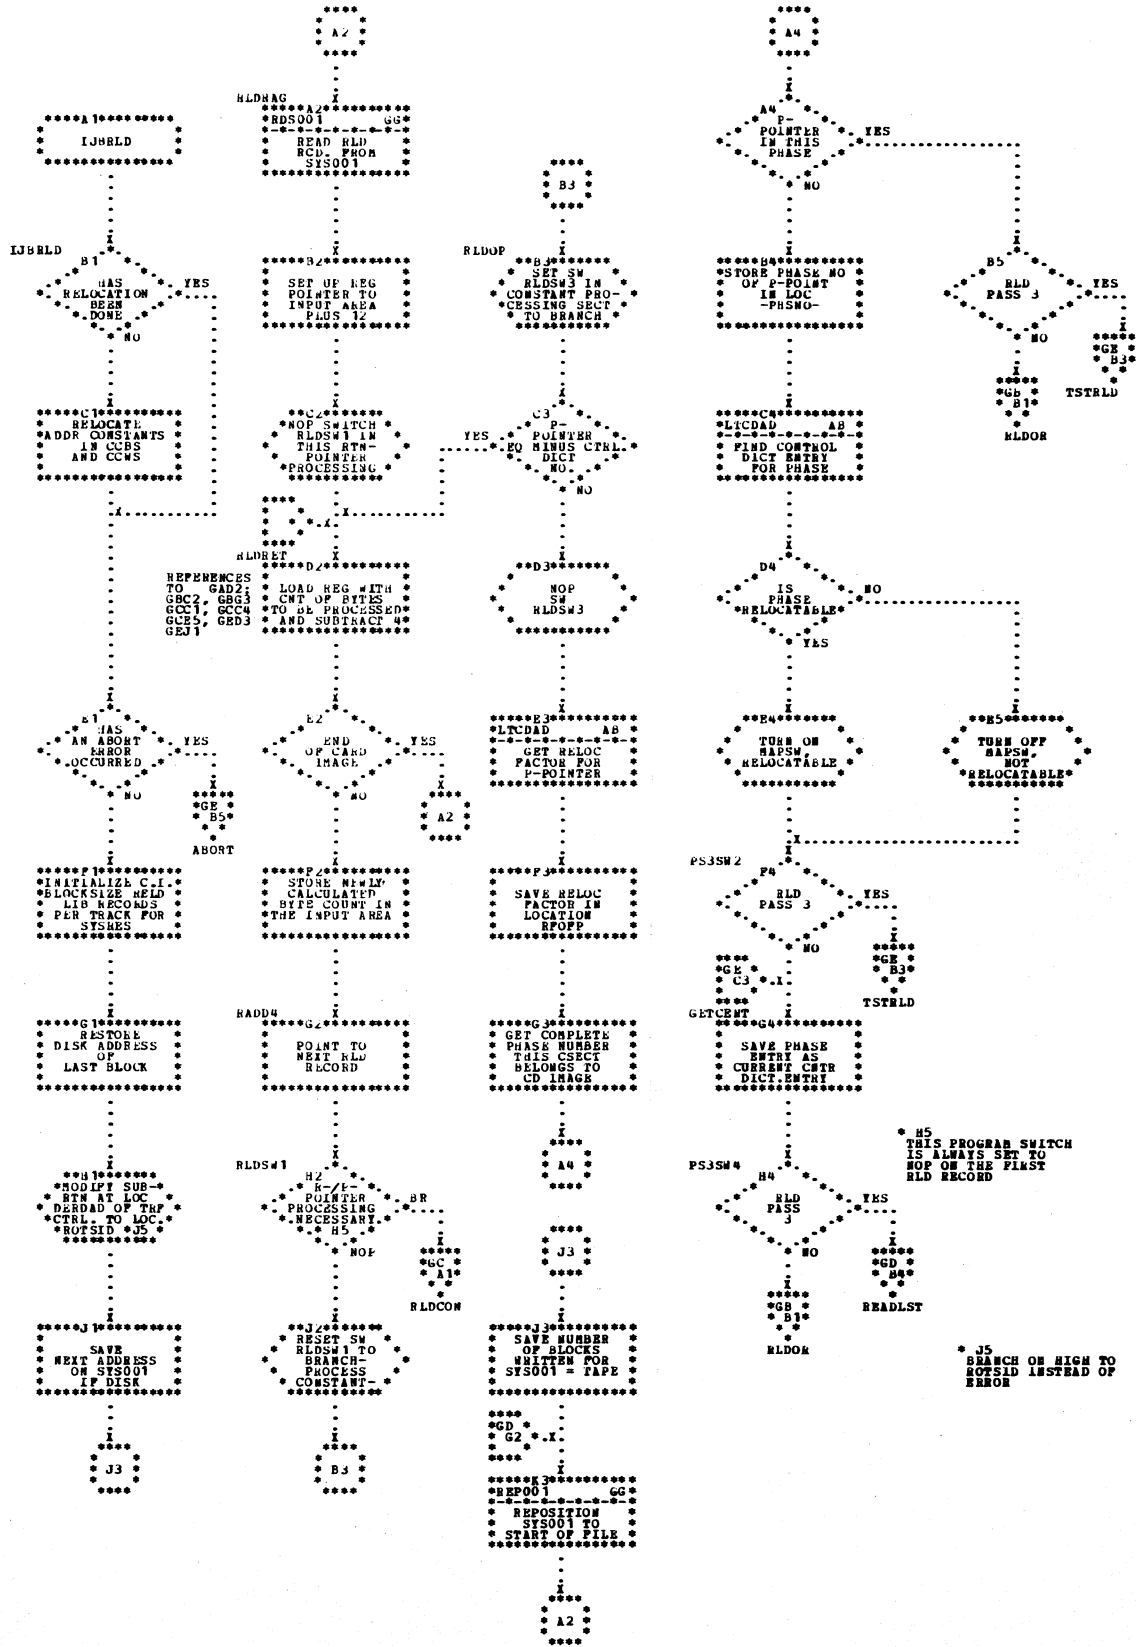 A2
A4
RLDRAG
A1
IJBRLD
A2
RDS001 GG
READ RLD
RCD. FROM
SYS001
A4
P-
POINTER
IN THIS
PHASE
YES
NO
B3
IJBRLD
B1
HAS
RELOCATION
BEEN
DONE
YES
NO
B2
SET UP REG
POINTER TO
INPUT AREA
PLUS 12
RLDOP
B3
SET SW
RLDSW3 IN
CONSTANT PRO-
CESSING SECT
TO BRANCH
B4
STORE PHASE NO
OF P-POINT
IN LOC
-PHSNO-
B5
RLD
PASS 3
YES
NO
GE
B3
TSTRLD
GB
B1
RLDOR
C1
RELOCATE
ADDR CONSTANTS
IN CCBS
AND CCWS
C2
NOP SWITCH
RLDSW1 IN
THIS RTN-
POINTER
PROCESSING
C3
P-
POINTER
EQ MINUS CTRL.
DICT
NO.
YES
NO
C4
LTCDAD AB
FIND CONTROL
DICT ENTRY
FOR PHASE
RLDRET
REFERENCES
TO GAD2:
GBC2, GBG3
GCC1, GCC4
GCE5, GED3
GEJ1
D2
LOAD REG WITH
CNT OF BYTES
TO BE PROCESSED
AND SUBTRACT 4
D3
NOP
SW
RLDSW3
D4
IS
PHASE
RELOCATABLE
NO
YES
E1
HAS
AN ABORT
ERROR
OCCURRED
YES
NO
GE
B5
ABORT
E2
END
OF CARD
IMAGE
YES
NO
A2
E3
LTCDAD AB
GET RELOC
FACTOR FOR
P-POINTER
E4
TURN ON
MAPSW,
RELOCATABLE
E5
TURN OFF
MAPSW,
NOT
RELOCATABLE
F1
INITIALIZE C.I.
BLOCKSIZE RELD
LIB RECORDS
PER TRACK FOR
SYSRES
F2
STORE NEWLY
CALCULATED
BYTE COUNT IN
THE INPUT AREA
F3
SAVE RELOC
FACTOR IN
LOCATION
RFOFP
PS3SW2
F4
RLD
PASS 3
YES
NO
GE
B3
TSTRLD
GE
C3
GETCENT
G1
RESTORE
DISK ADDRESS
OF
LAST BLOCK
RADD4
G2
POINT TO
NEXT RLD
RECORD
G3
GET COMPLETE
PHASE NUMBER
THIS CSECT
BELONGS TO
CD IMAGE
G4
SAVE PHASE
ENTRY AS
CURRENT CNTR
DICT.ENTRY
A4
* H5
THIS PROGRAM SWITCH
IS ALWAYS SET TO
NOP ON THE FIRST
RLD RECORD
H1
MODIFY SUB-
RTN AT LOC
DERDAD OF TRF
CTRL. TO LOC.
ROTSID *J5
RLDSW1
H2
R-/P-
POINTER
PROCESSING
NECESSARY
H5
BR
NOP
GC
A1
RLDCON
J3
PS3SW4
H4
RLD
PASS
3
YES
NO
GD
B4
READLST
GB
B1
RLDOR
J1
SAVE
NEXT ADDRESS
ON SYS001
IF DISK
J2
RESET SW
RLDSW1 TO
BRANCH-
PROCESS
CONSTANT-
J3
SAVE NUMBER
OF BLOCKS
WRITTEN FOR
SYS001 = TAPE
* J5
BRANCH ON HIGH TO
ROTSID INSTEAD OF
ERROR
J3
B3
GD
G2
K3
REP001 GG
REPOSITION
SYS001 TO
START OF FILE
A2